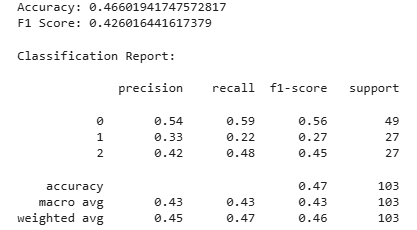 Accuracy: 0.46601941747572817
F1 Score: 0.426016441617379
Classification Report:
precision recall f1-score support
0 0.54 0.59 0.56 49
1 0.33 0.22 0.27 27
2 0.42 0.48 0.45 27
accuracy 0.47 103
macro avg 0.43 0.43 0.43 103
weighted avg 0.45 0.47 0.46 103